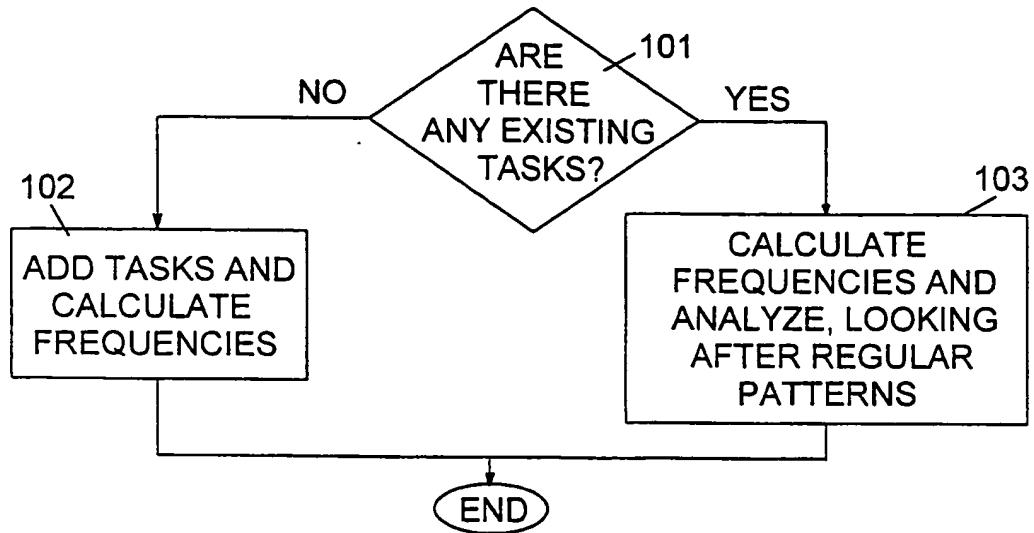 101
ARE
THERE
ANY EXISTING
TASKS?
NO
YES
102
ADD TASKS AND
CALCULATE
FREQUENCIES
103
CALCULATE
FREQUENCIES AND
ANALYZE, LOOKING
AFTER REGULAR
PATTERNS
END